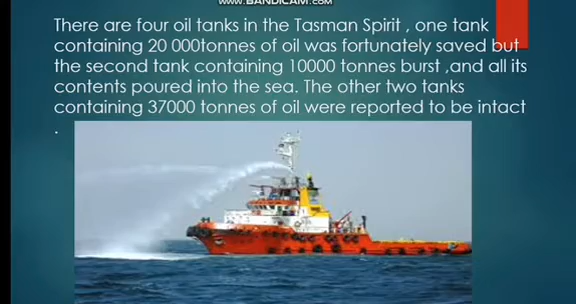 WWW.BANDICAM.COM
There are four oil tanks in the Tasman Spirit , one tank
containing 20 000tonnes of oil was fortunately saved but
the second tank containing 10000 tonnes burst ,and all its
contents poured into the sea. The other two tanks
containing 37000 tonnes of oil were reported to be intact
.